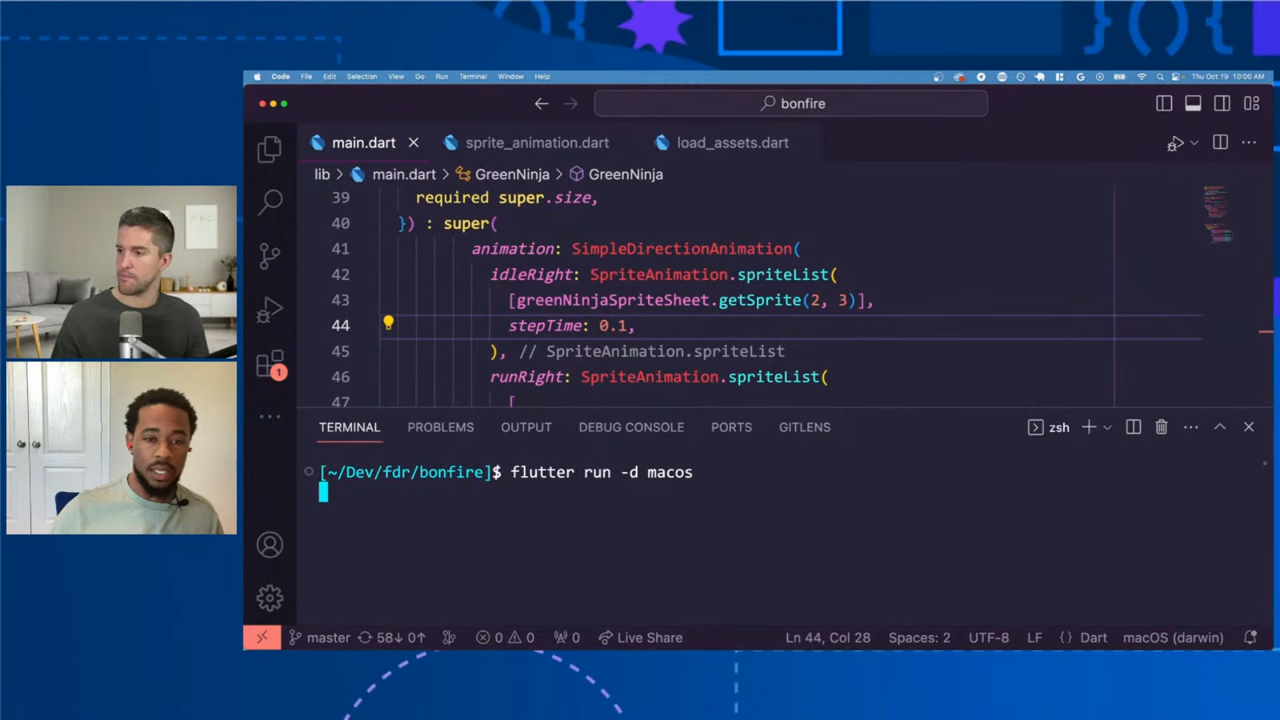 Code File Edit Selection View Go Run Terminal Window Help
Thu Oct 19 10:00 AM
bonfire
main.dart
sprite_animation.dart
load_assets.dart
lib > main.dart > GreenNinja > GreenNinja
39 required super.size,
40 }) : super(
41 animation: SimpleDirectionAnimation(
42 idleRight: SpriteAnimation.spriteList(
43 [greenNinjaSpriteSheet.getSprite(2, 3)],
44 stepTime: 0.1,
45 ), // SpriteAnimation.spriteList
46 runRight: SpriteAnimation.spriteList(
47 [
1
TERMINAL PROBLEMS OUTPUT DEBUG CONSOLE PORTS GITLENS
zsh
[~/Dev/fdr/bonfire]$ flutter run -d macos
master 58↓ 0↑ 0 0 0 Live Share
Ln 44, Col 28 Spaces: 2 UTF-8 LF {} Dart macOS (darwin)